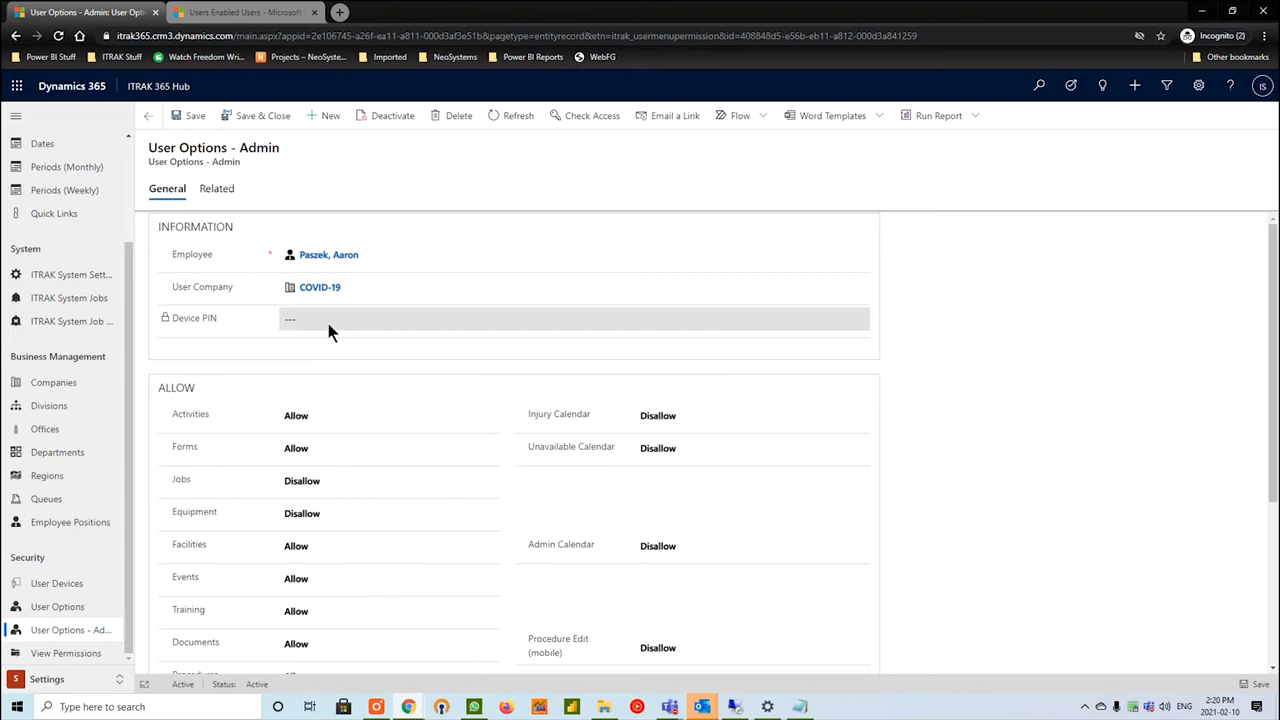 User Options - Admin: User Opti
Users Enabled Users - Microsoft
itrak365.crm3.dynamics.com/main.aspx?appid=2e106745-a26f-ea11-a811-000d3af3e51b&pagetype=entityrecord&etn=itrak_usermenupermission&id=408848d5-e56b-eb11-a812-000d3a841259
Incognito (2)
Power BI Stuff
ITRAK Stuff
Watch Freedom Wri...
Projects – NeoSyste...
Imported
NeoSystems
Power BI Reports
WebFG
Other bookmarks
Dynamics 365
ITRAK 365 Hub
IS
Save
Save & Close
New
Deactivate
Delete
Refresh
Check Access
Email a Link
Flow
Word Templates
Run Report
Dates
Periods (Monthly)
Periods (Weekly)
Quick Links
System
ITRAK System Sett...
ITRAK System Jobs
ITRAK System Job ...
Business Management
Companies
Divisions
Offices
Departments
Regions
Queues
Employee Positions
Security
User Devices
User Options
User Options - Ad...
View Permissions
S
Settings
User Options - Admin
User Options - Admin
General
Related
INFORMATION
Employee * Paszek, Aaron
User Company COVID-19
Device PIN ---
ALLOW
Activities Allow
Injury Calendar Disallow
Forms Allow
Unavailable Calendar Disallow
Jobs Disallow
Equipment Disallow
Facilities Allow
Admin Calendar Disallow
Events Allow
Training Allow
Documents Allow
Procedure Edit
(mobile) Disallow
Active
Status: Active
Save
Type here to search
ENG
2:20 PM
2021-02-10